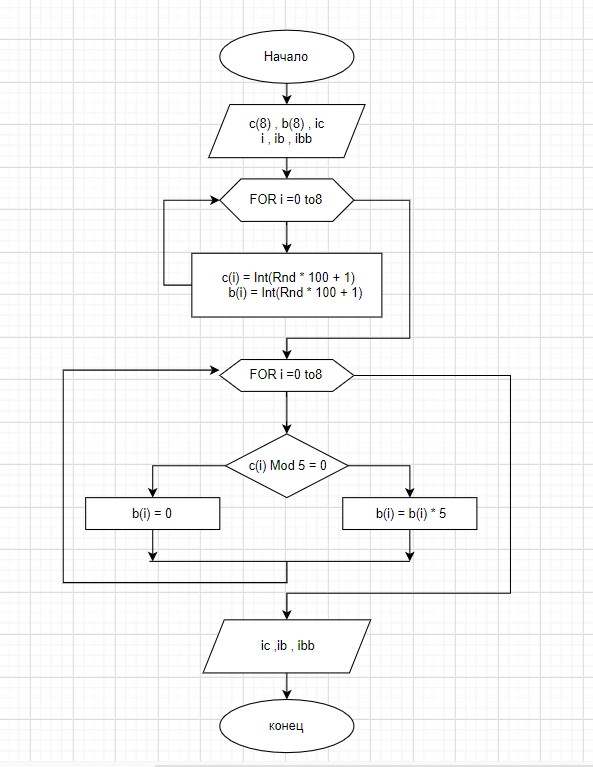 Начало
c(8) , b(8) , ic
i , ib , ibb
FOR i =0 to8
c(i) = Int(Rnd * 100 + 1)
b(i) = Int(Rnd * 100 + 1)
FOR i =0 to8
c(i) Mod 5 = 0
b(i) = 0
b(i) = b(i) * 5
ic ,ib , ibb
конец